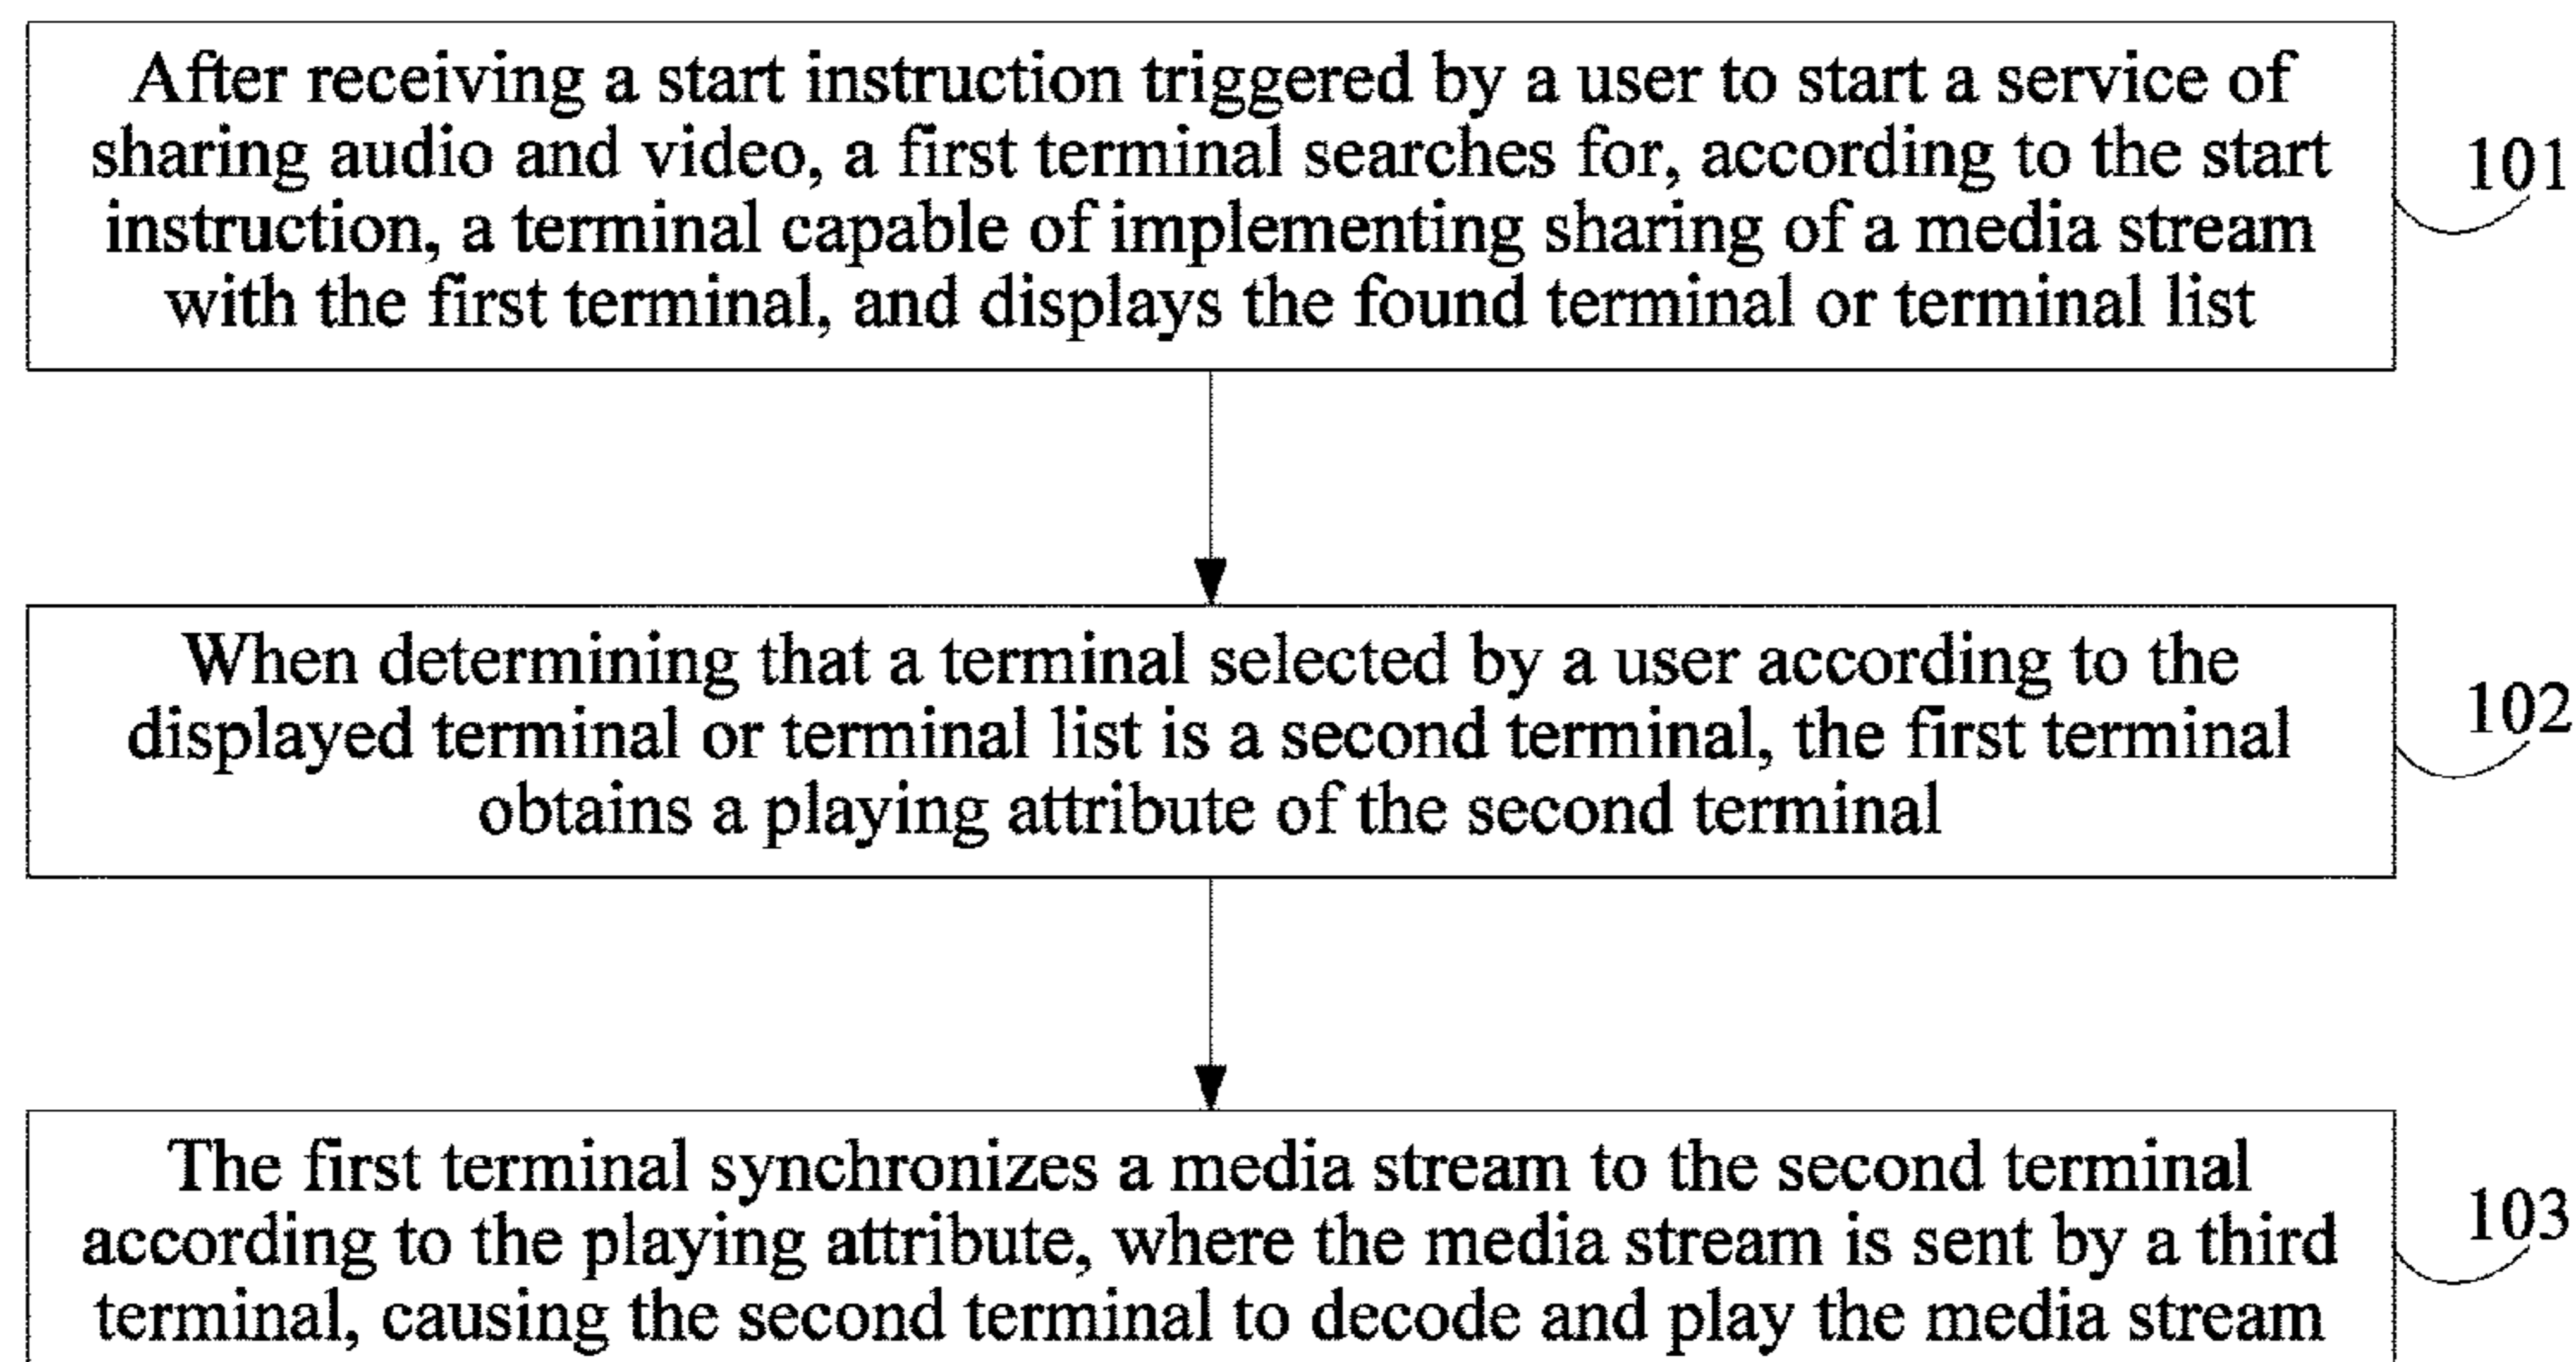 After receiving a start instruction triggered by a user to start a service of
sharing audio and video, a first terminal searches for, according to the start
instruction, a terminal capable of implementing sharing of a media stream
with the first terminal, and displays the found terminal or terminal list
101
When determining that a terminal selected by a user according to the
displayed terminal or terminal list is a second terminal, the first terminal
obtains a playing attribute of the second terminal
102
The first terminal synchronizes a media stream to the second terminal
according to the playing attribute, where the media stream is sent by a third
terminal, causing the second terminal to decode and play the media stream
103